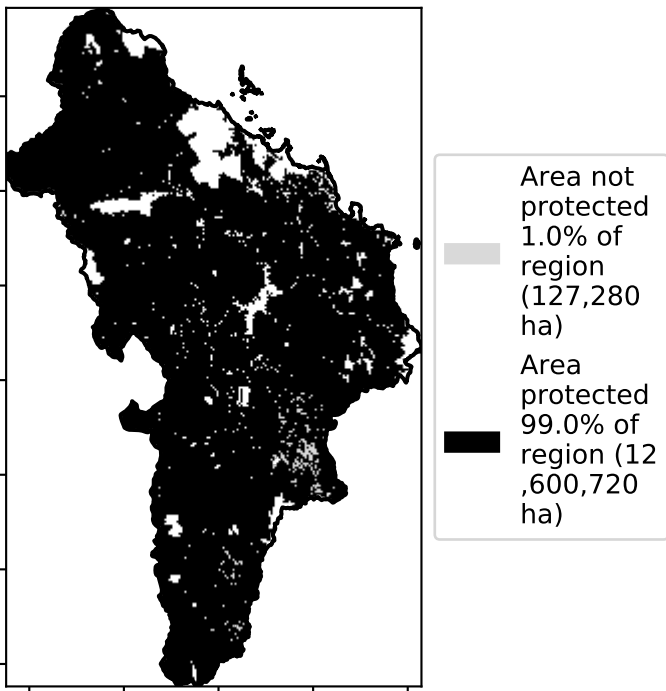 Area not
protected
1.0% of
region
(127,280
ha)
Area
protected
99.0% of
region (12
,600,720
ha)